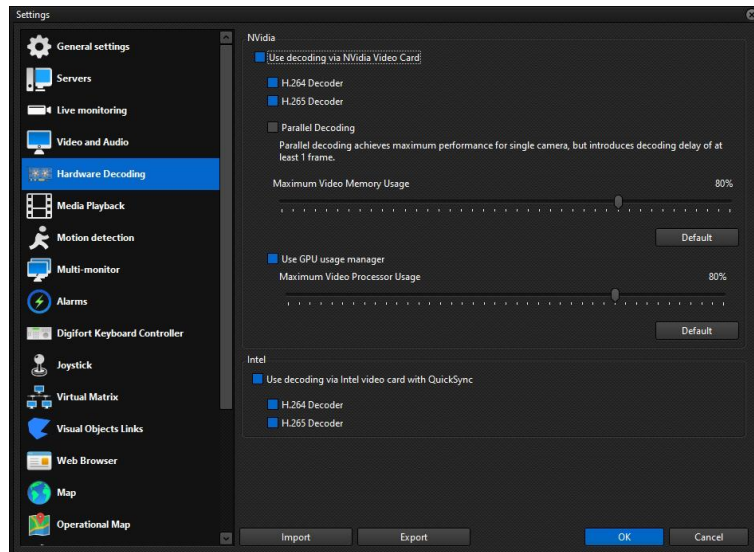 Settings
General settings
Servers
Live monitoring
Video and Audio
Hardware Decoding
Media Playback
Motion detection
Multi-monitor
Alarms
Digifort Keyboard Controller
Joystick
Virtual Matrix
Visual Objects Links
Web Browser
Map
Operational Map
NVidia
Use decoding via NVidia Video Card
H.264 Decoder
H.265 Decoder
Parallel Decoding
Parallel decoding achieves maximum performance for single camera, but introduces decoding delay of at
least 1 frame.
Maximum Video Memory Usage 80%
Default
Use GPU usage manager
Maximum Video Processor Usage 80%
Default
Intel
Use decoding via Intel video card with QuickSync
H.264 Decoder
H.265 Decoder
Import Export OK Cancel